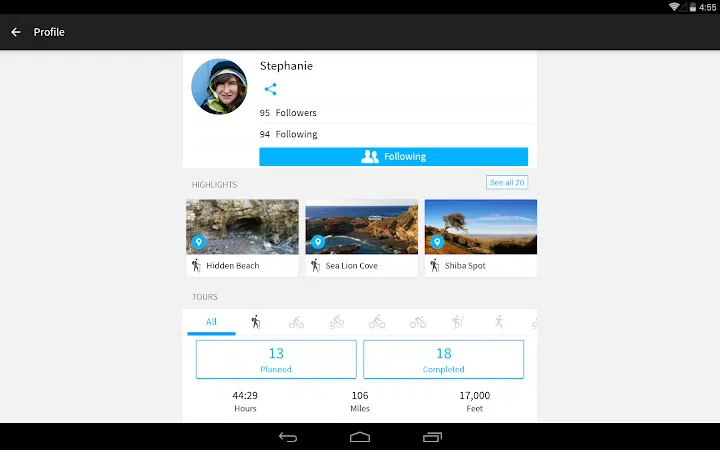 4:55
Profile
Stephanie
95 Followers
94 Following
Following
HIGHLIGHTS
See all 20
Hidden Beach
Sea Lion Cove
Shiba Spot
TOURS
All
13
Planned
18
Completed
44:29
Hours
106
Miles
17,000
Feet